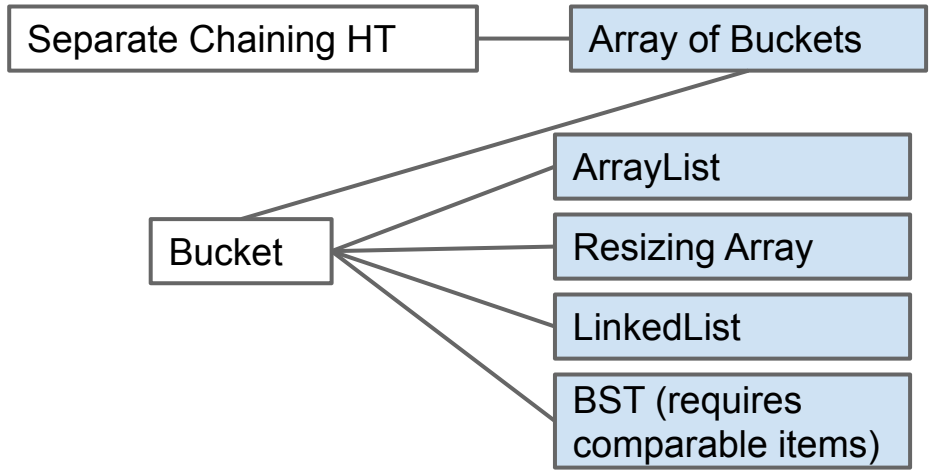 Separate Chaining HT
Array of Buckets
ArrayList
Bucket
Resizing Array
LinkedList
BST (requires
comparable items)